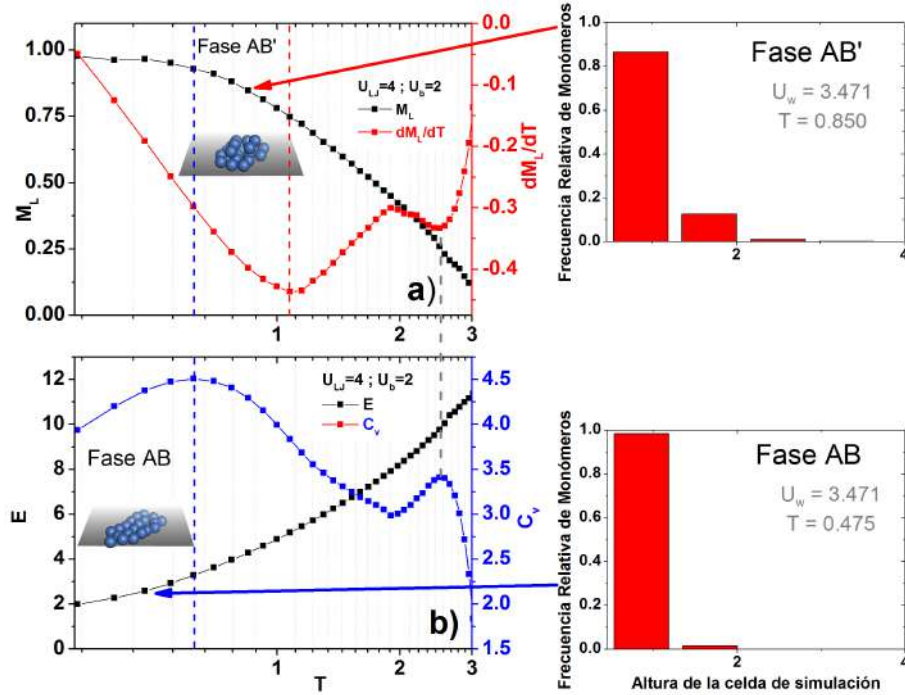 1.00
0.75
0.50
0.25
0.00
M_L
Fase AB'
U_LJ=4 ; U_b=2
M_L
dM_L/dT
a)
0.0
-0.1
-0.2
-0.3
-0.4
dM_L/dT
1
2
3
Frecuencia Relativa de Monómeros
1.0
0.8
0.6
0.4
0.2
0.0
Fase AB'
U_w = 3.471
T = 0.850
2
4
12
10
8
6
4
2
0
E
U_LJ=4 ; U_b=2
E
C_v
Fase AB
b)
4.5
4.0
3.5
3.0
2.5
2.0
1.5
C_v
1
2
3
T
Frecuencia Relativa de Monómeros
1.0
0.8
0.6
0.4
0.2
0.0
Fase AB
U_w = 3.471
T = 0.475
2
4
Altura de la celda de simulación